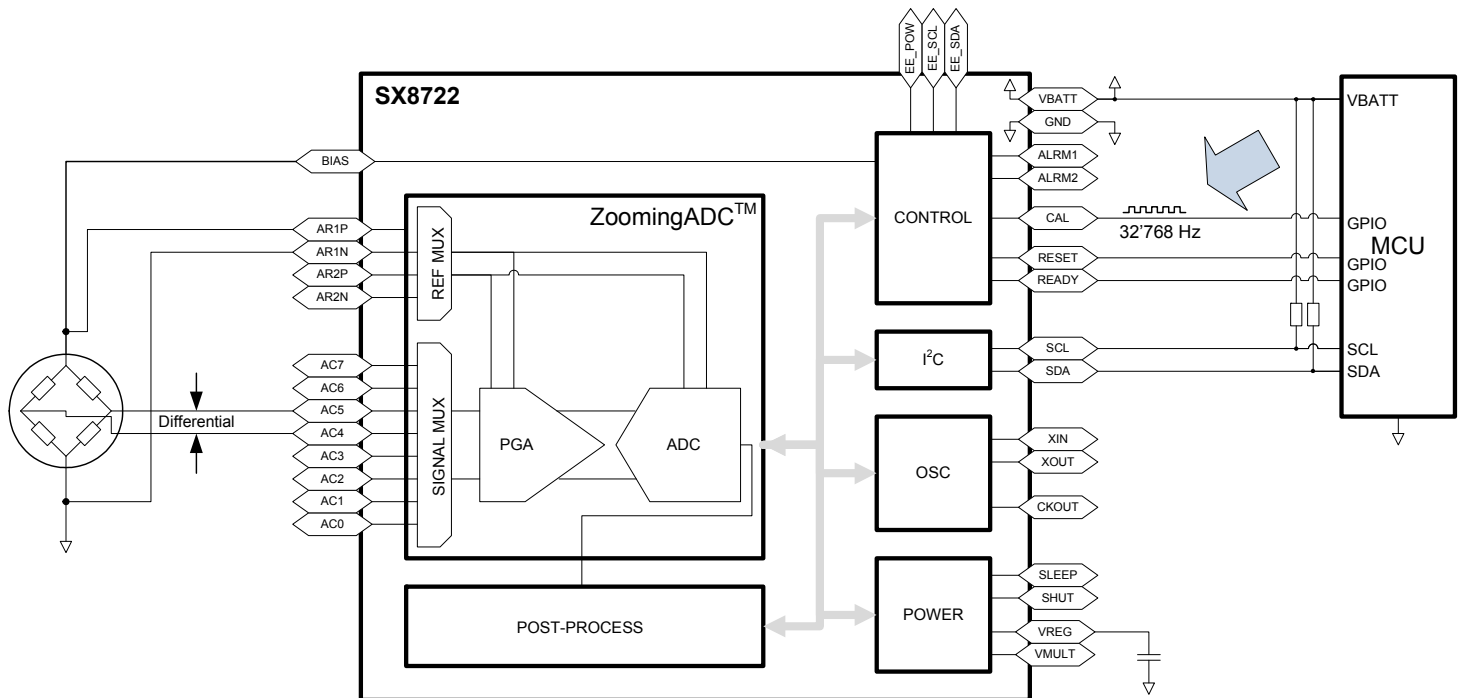 EE_POW
EE_SCL
EE_SDA
SX8722
BIAS
ZoomingADC™
AR1P
AR1N
AR2P
AR2N
REF MUX
AC7
AC6
AC5
AC4
AC3
AC2
AC1
AC0
Differential
SIGNAL MUX
PGA
ADC
POST-PROCESS
CONTROL
I²C
OSC
POWER
VBATT
GND
ALRM1
ALRM2
CAL
32'768 Hz
RESET
READY
SCL
SDA
XIN
XOUT
CKOUT
SLEEP
SHUT
VREG
VMULT
VBATT
GPIO
MCU
GPIO
GPIO
SCL
SDA